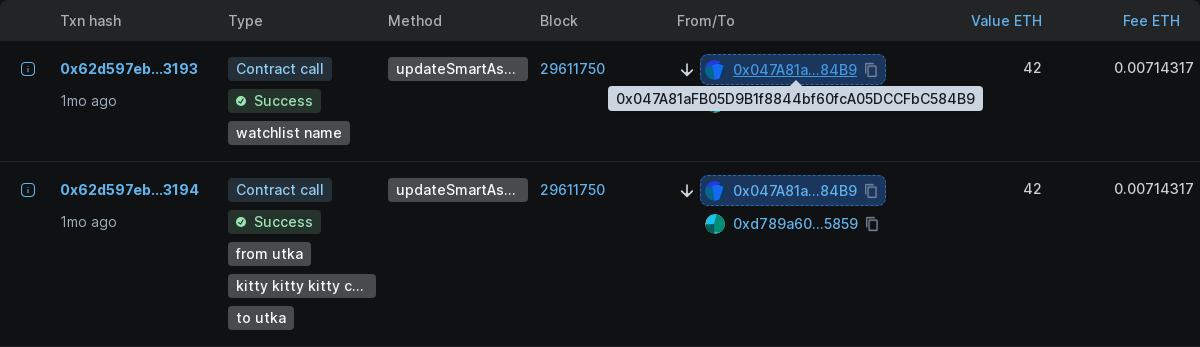 Txn hash Type Method Block From/To Value ETH Fee ETH
0x62d597eb...3193 Contract call updateSmartAs... 29611750 0x047A81a...84B9 42 0.00714317
1mo ago Success 0x047A81aFB05D9B1f8844bf60fcA05DCCFbC584B9
watchlist name
0x62d597eb...3194 Contract call updateSmartAs... 29611750 0x047A81a...84B9 42 0.00714317
1mo ago Success 0xd789a60...5859
from utka
kitty kitty kitty c...
to utka